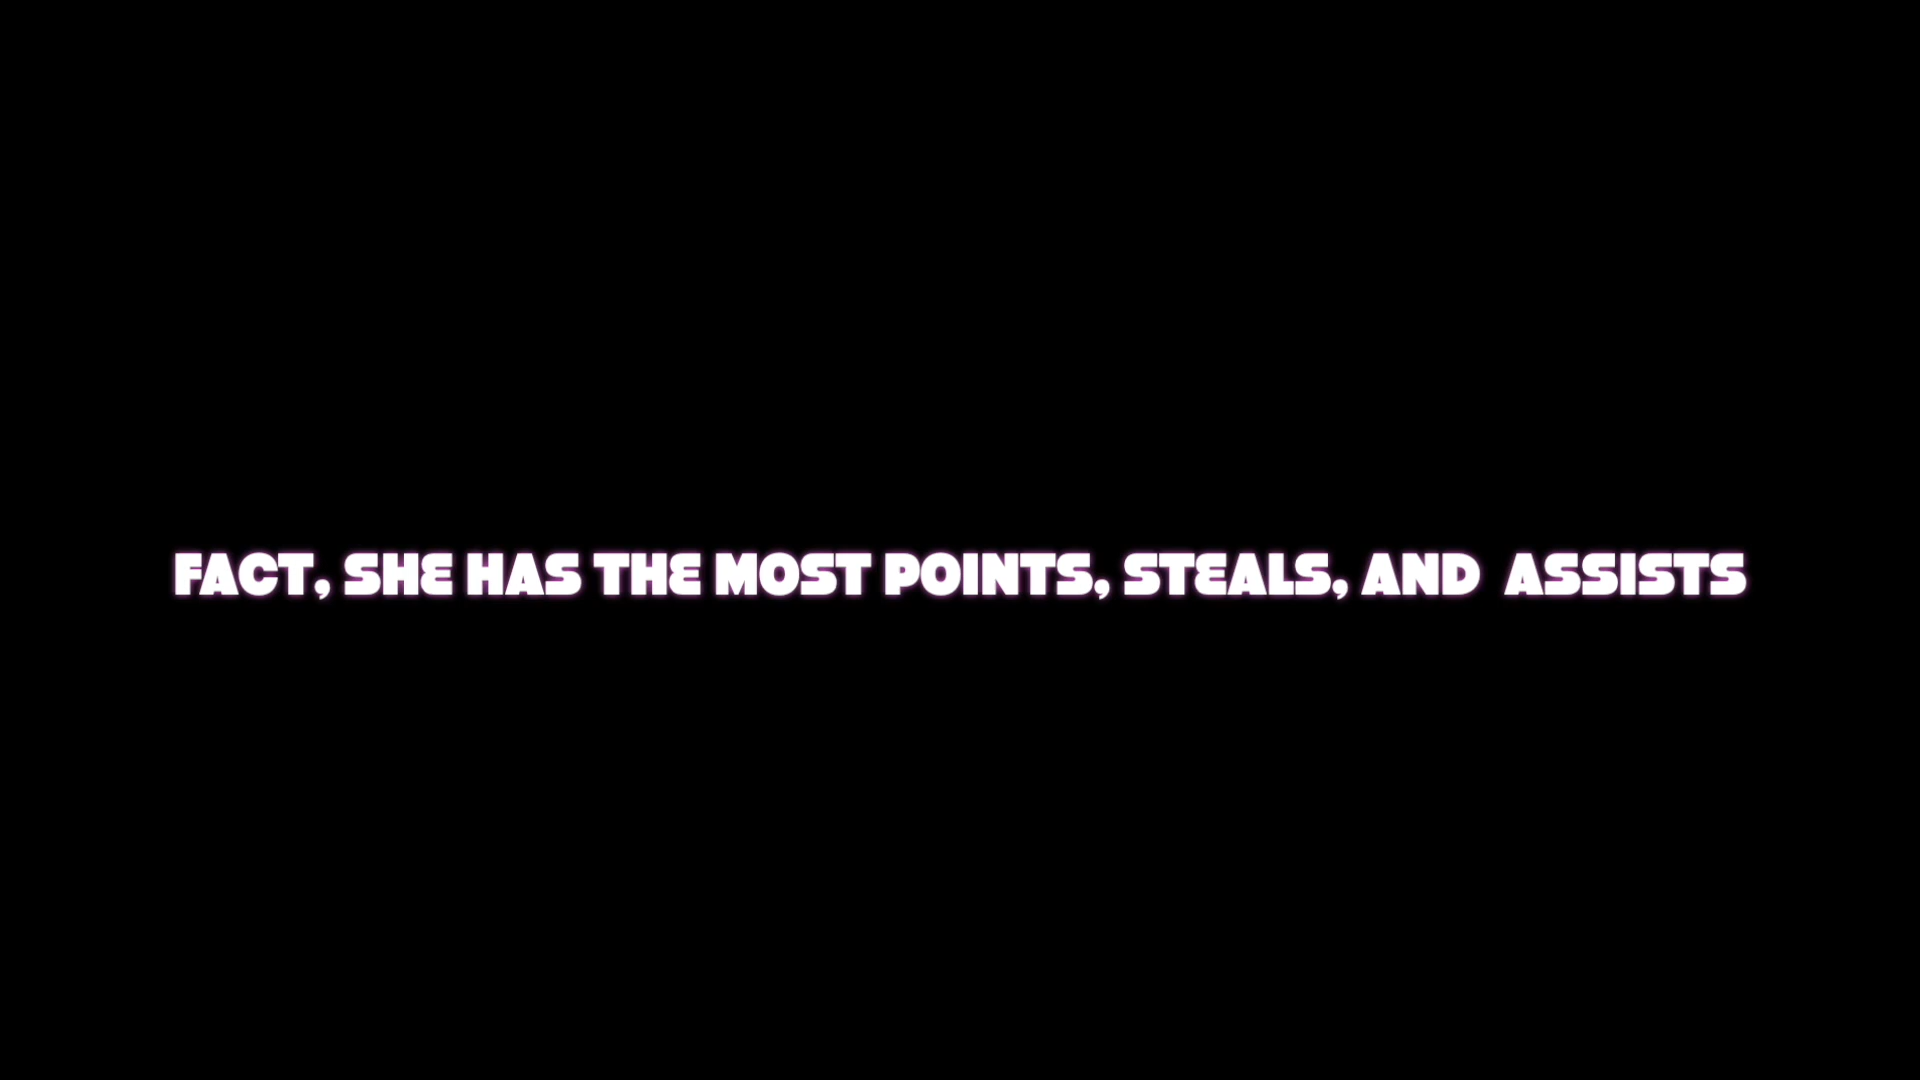 FACT, SHE HAS THE MOST POINTS, STEALS, AND  ASSISTS